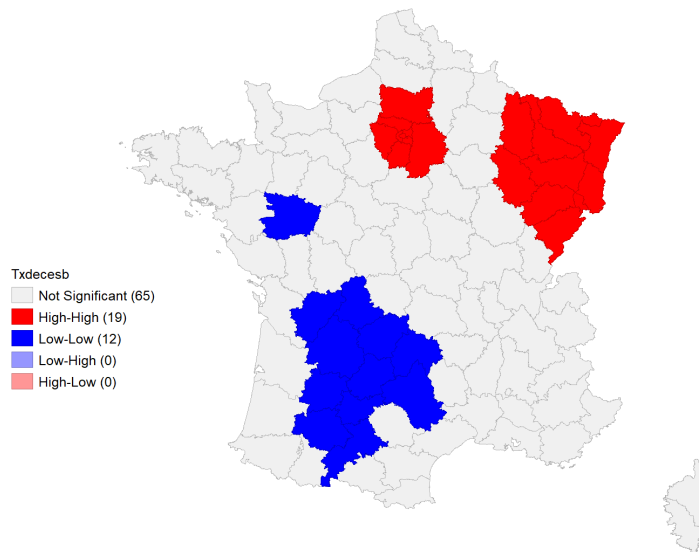 Txdecesb
Not Significant (65)
High-High (19)
Low-Low (12)
Low-High (0)
High-Low (0)